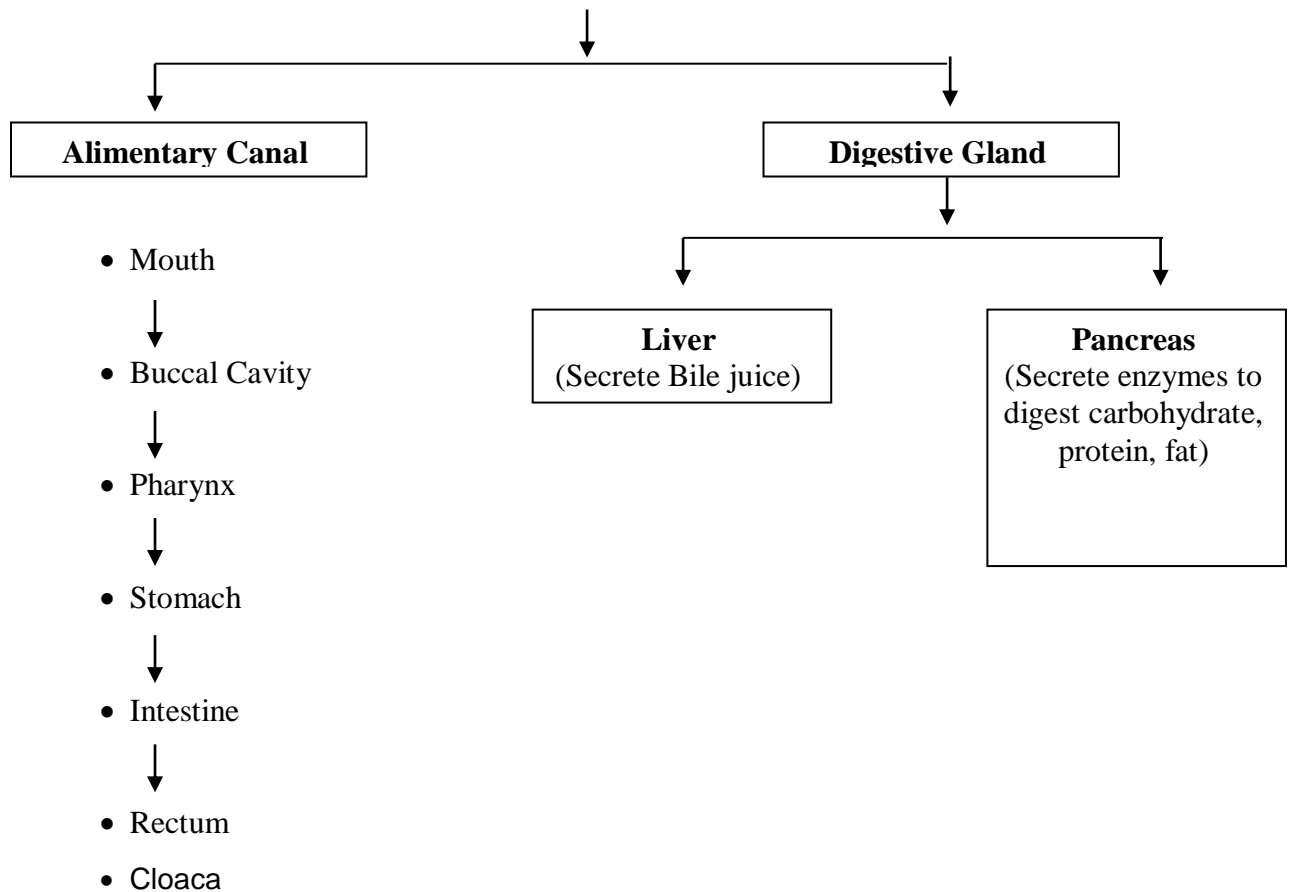 Alimentary Canal
Digestive Gland
• Mouth
• Buccal Cavity
• Pharynx
• Stomach
• Intestine
• Rectum
• Cloaca
Liver
(Secrete Bile juice)
Pancreas
(Secrete enzymes to
digest carbohydrate,
protein, fat)